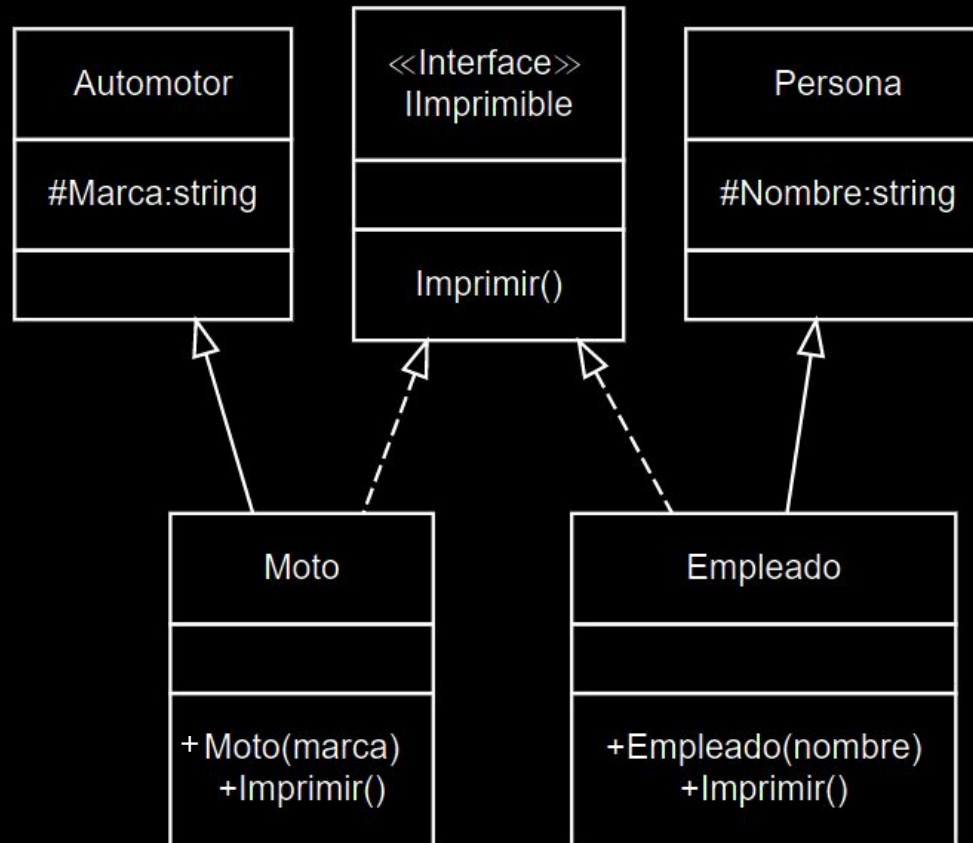 Automotor
#Marca:string
≪Interface≫
IImprimible
Imprimir()
Persona
#Nombre:string
Moto
+Moto(marca)
+Imprimir()
Empleado
+Empleado(nombre)
+Imprimir()